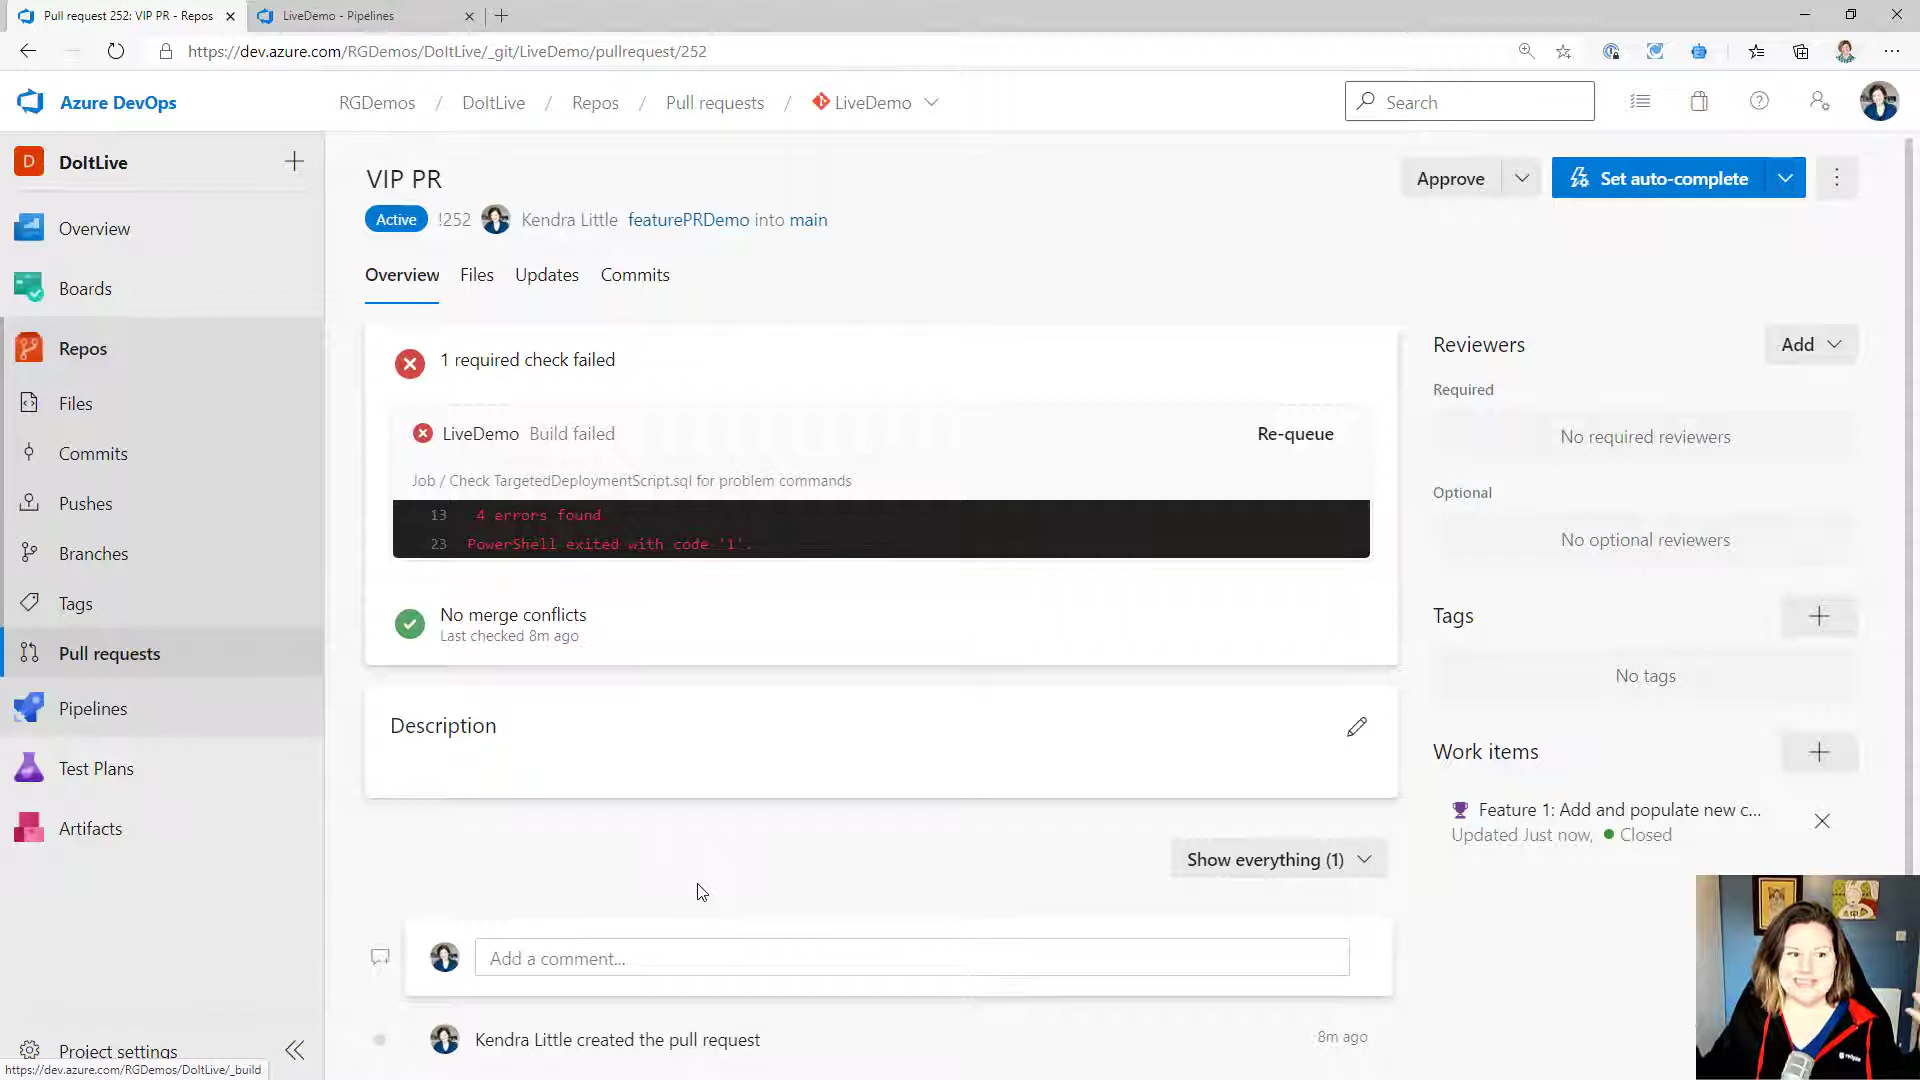 Pull request 252: VIP PR - Repos
LiveDemo - Pipelines
https://dev.azure.com/RGDemos/DoItLive/_git/LiveDemo/pullrequest/252
Azure DevOps
RGDemos / DoItLive / Repos / Pull requests / LiveDemo
Search
D DoItLive
Overview
Boards
Repos
Files
Commits
Pushes
Branches
Tags
Pull requests
Pipelines
Test Plans
Artifacts
Project settings
https://dev.azure.com/RGDemos/DoItLive/_build
VIP PR
Approve
Set auto-complete
Active !252 Kendra Little featurePRDemo into main
Overview Files Updates Commits
1 required check failed
LiveDemo Build failed
Re-queue
Job / Check TargetedDeploymentScript.sql for problem commands
13 4 errors found
23 PowerShell exited with code '1'.
No merge conflicts
Last checked 8m ago
Description
Show everything (1)
Add a comment...
Kendra Little created the pull request
8m ago
Reviewers
Add
Required
No required reviewers
Optional
No optional reviewers
Tags
No tags
Work items
Feature 1: Add and populate new c...
Updated Just now, Closed